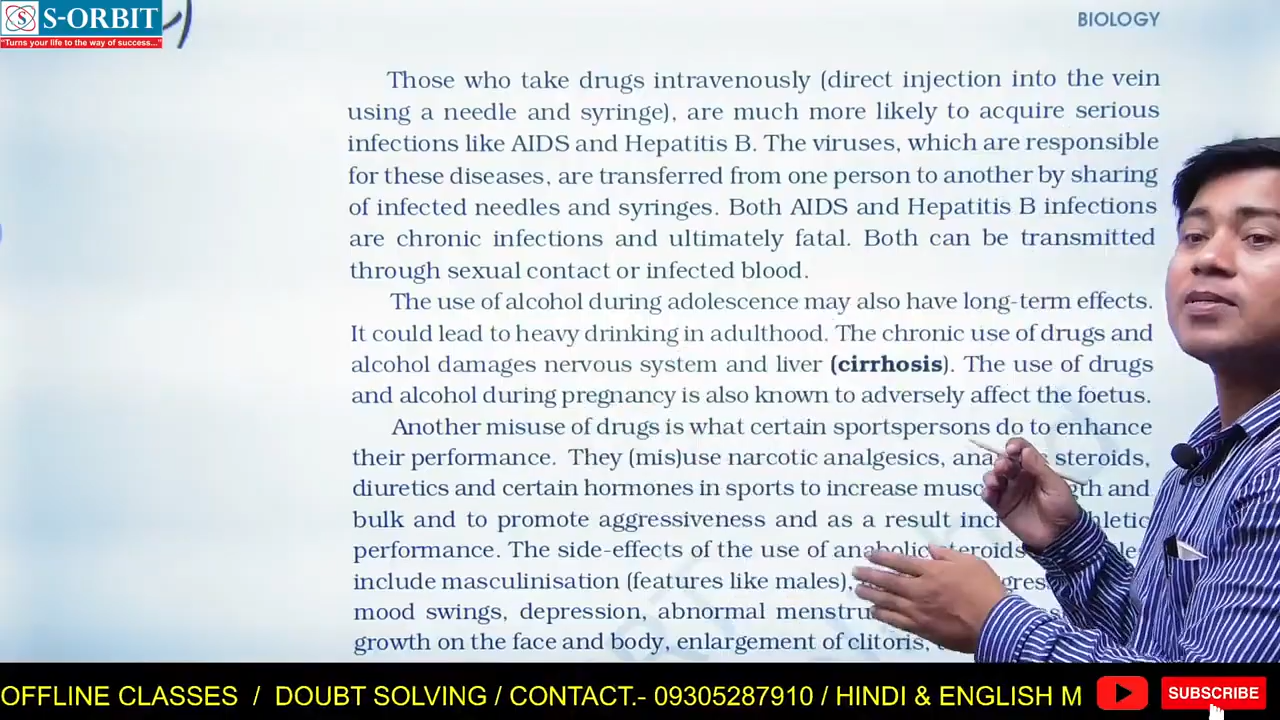 S-ORBIT
"Turns your life to the way of success..."
BIOLOGY
Those who take drugs intravenously (direct injection into the vein
using a needle and syringe), are much more likely to acquire serious
infections like AIDS and Hepatitis B. The viruses, which are responsible
for these diseases, are transferred from one person to another by sharing
of infected needles and syringes. Both AIDS and Hepatitis B infections
are chronic infections and ultimately fatal. Both can be transmitted
through sexual contact or infected blood.
The use of alcohol during adolescence may also have long-term effects.
It could lead to heavy drinking in adulthood. The chronic use of drugs and
alcohol damages nervous system and liver (cirrhosis). The use of drugs
and alcohol during pregnancy is also known to adversely affect the foetus.
Another misuse of drugs is what certain sportspersons do to enhance
their performance. They (mis)use narcotic analgesics, steroids,
diuretics and certain hormones in sports to increase and
bulk and to promote aggressiveness and as a result
performance. The side-effects of the use of anabolic steroids
include masculinisation (features like males),
mood swings, depression, abnormal
growth on the face and body, enlargement of clitoris,
OFFLINE CLASSES / DOUBT SOLVING / CONTACT.- 09305287910 / HINDI & ENGLISH M
SUBSCRIBE